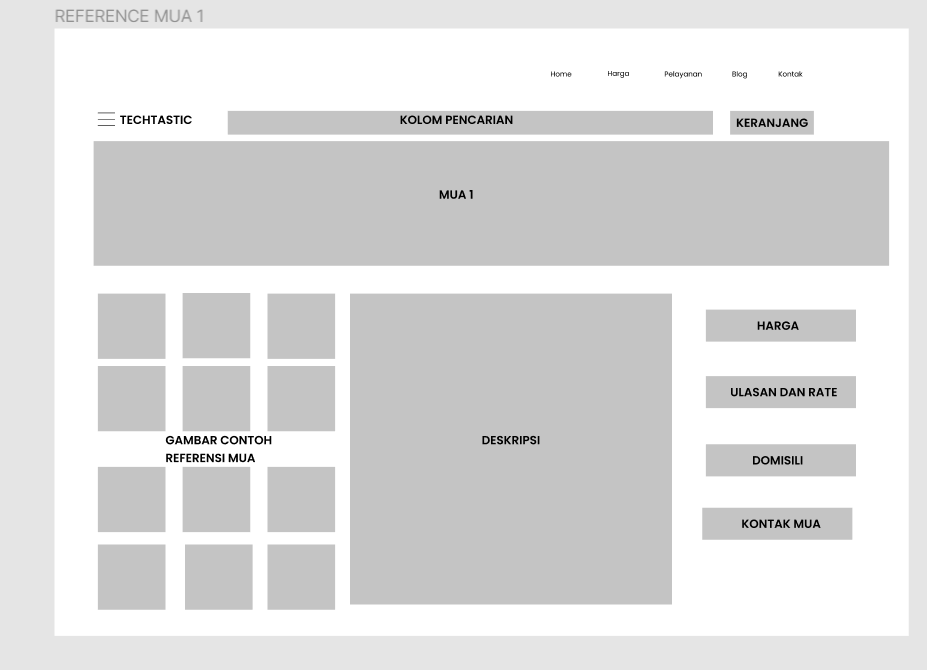 REFERENCE MUA 1
Home Harga Pelayanan Blog Kontak
TECHTASTIC KOLOM PENCARIAN KERANJANG
MUA 1
HARGA
ULASAN DAN RATE
GAMBAR CONTOH
REFERENSI MUA
DESKRIPSI
DOMISILI
KONTAK MUA